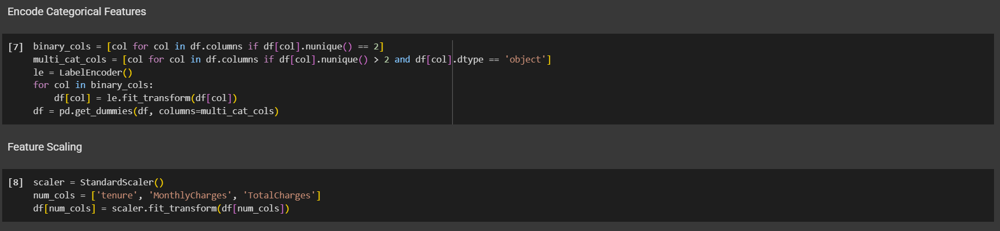 Encode Categorical Features
[7] binary_cols = [col for col in df.columns if df[col].nunique() == 2]
multi_cat_cols = [col for col in df.columns if df[col].nunique() > 2 and df[col].dtype == 'object']
le = LabelEncoder()
for col in binary_cols:
    df[col] = le.fit_transform(df[col])
df = pd.get_dummies(df, columns=multi_cat_cols)
Feature Scaling
[8] scaler = StandardScaler()
num_cols = ['tenure', 'MonthlyCharges', 'TotalCharges']
df[num_cols] = scaler.fit_transform(df[num_cols])